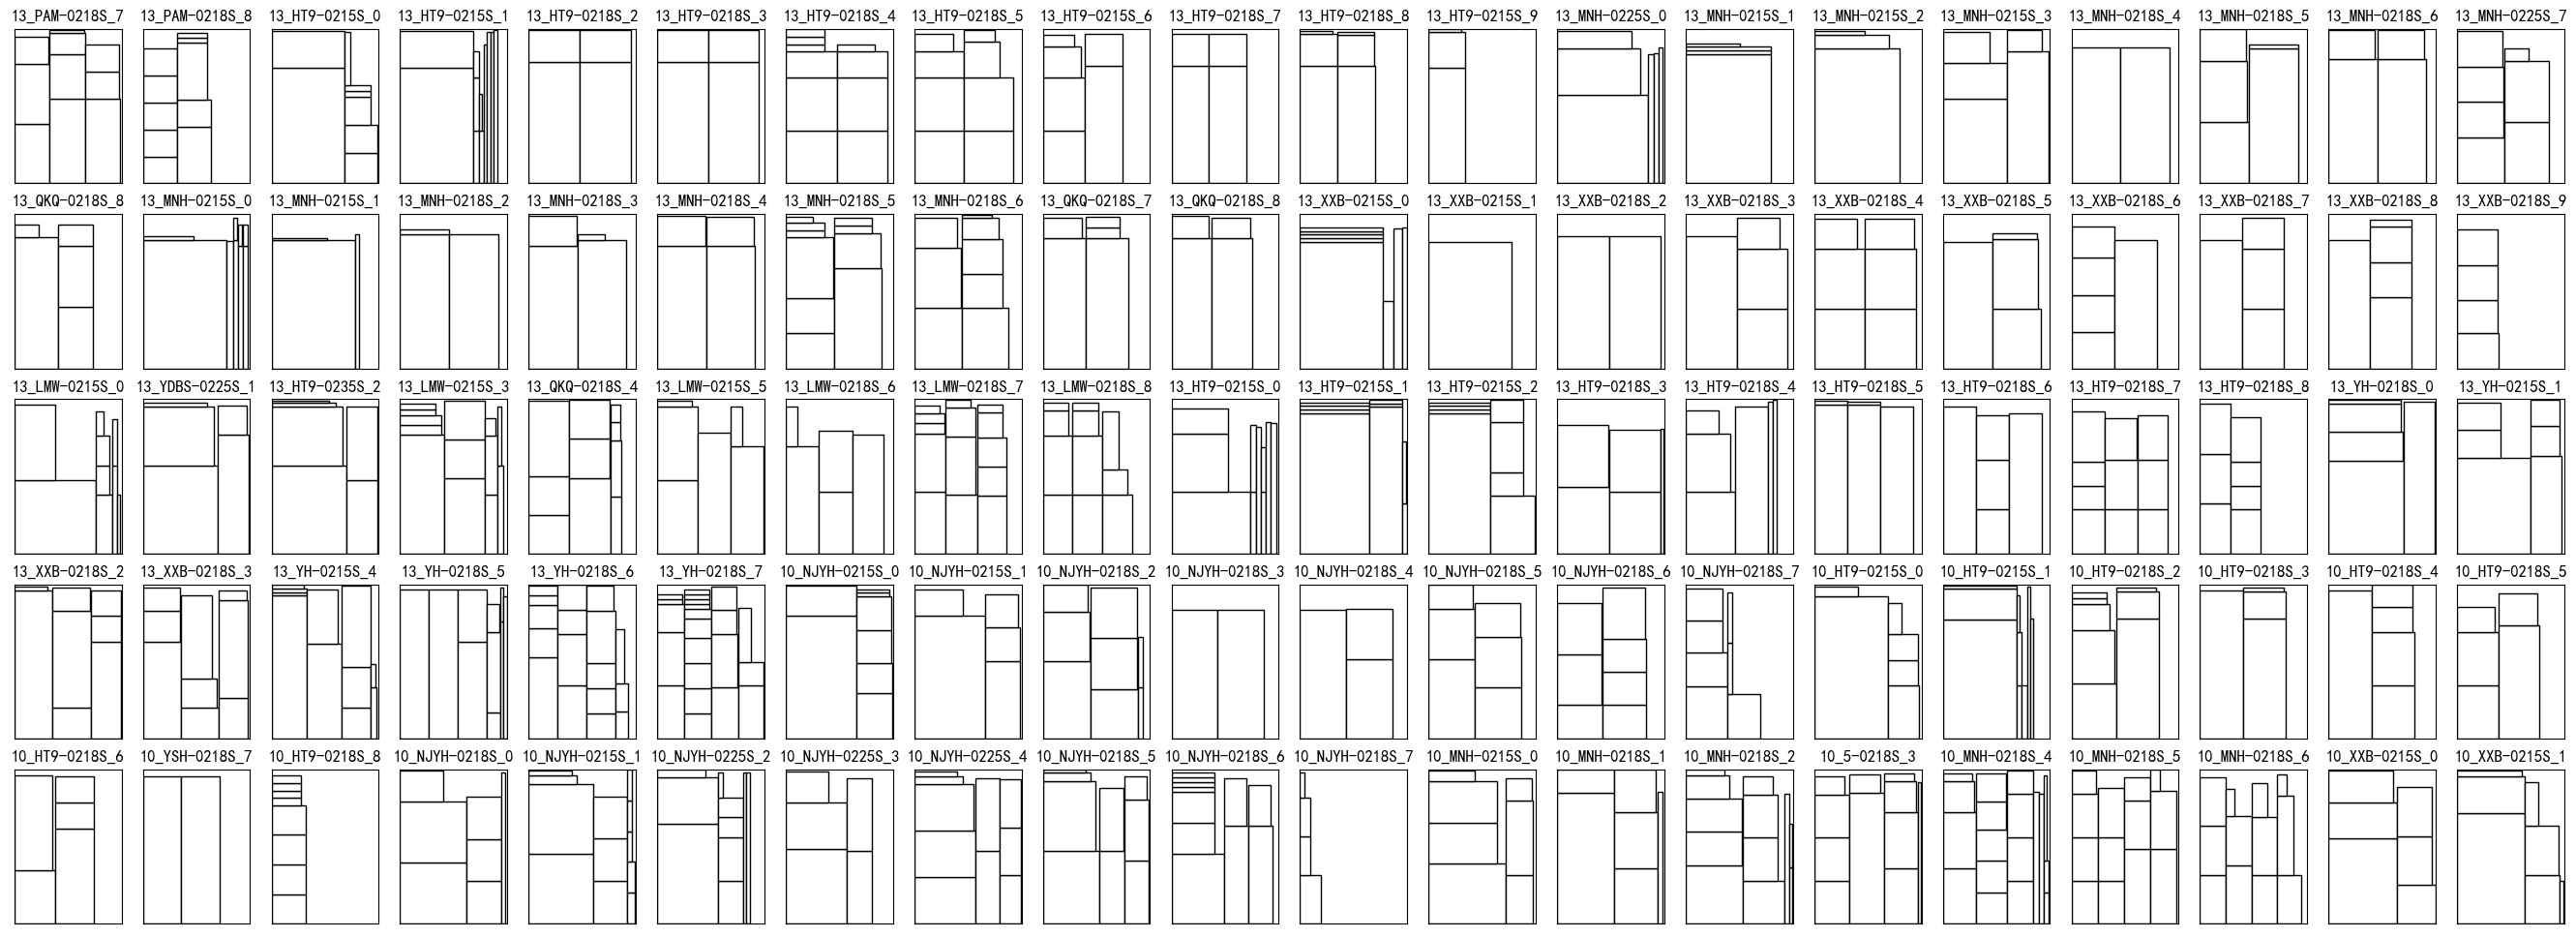 13_PAM-0218S_7 13_PAM-0218S_8 13_HT9-0215S_0 13_HT9-0215S_1 13_HT9-0218S_2 13_HT9-0218S_3 13_HT9-0218S_4 13_HT9-0218S_5 13_HT9-0215S_6 13_HT9-0218S_7 13_HT9-0218S_8 13_HT9-0215S_9 13_MNH-0225S_0 13_MNH-0215S_1 13_MNH-0215S_2 13_MNH-0215S_3 13_MNH-0218S_4 13_MNH-0218S_5 13_MNH-0218S_6 13_MNH-0225S_7
13_QKQ-0218S_8 13_MNH-0215S_0 13_MNH-0215S_1 13_MNH-0218S_2 13_MNH-0218S_3 13_MNH-0218S_4 13_MNH-0218S_5 13_MNH-0218S_6 13_QKQ-0218S_7 13_QKQ-0218S_8 13_XXB-0215S_0 13_XXB-0215S_1 13_XXB-0218S_2 13_XXB-0218S_3 13_XXB-0218S_4 13_XXB-0218S_5 13_XXB-0218S_6 13_XXB-0218S_7 13_XXB-0218S_8 13_XXB-0218S_9
13_LMW-0215S_0 13_YDBS-0225S_1 13_HT9-0235S_2 13_LMW-0215S_3 13_QKQ-0218S_4 13_LMW-0215S_5 13_LMW-0218S_6 13_LMW-0218S_7 13_LMW-0218S_8 13_HT9-0215S_0 13_HT9-0215S_1 13_HT9-0215S_2 13_HT9-0218S_3 13_HT9-0218S_4 13_HT9-0218S_5 13_HT9-0218S_6 13_HT9-0218S_7 13_HT9-0218S_8 13_YH-0218S_0 13_YH-0215S_1
13_XXB-0218S_2 13_XXB-0218S_3 13_YH-0215S_4 13_YH-0218S_5 13_YH-0218S_6 13_YH-0218S_7 10_NJYH-0215S_0 10_NJYH-0215S_1 10_NJYH-0218S_2 10_NJYH-0218S_3 10_NJYH-0218S_4 10_NJYH-0218S_5 10_NJYH-0218S_6 10_NJYH-0218S_7 10_HT9-0215S_0 10_HT9-0215S_1 10_HT9-0218S_2 10_HT9-0218S_3 10_HT9-0218S_4 10_HT9-0218S_5
10_HT9-0218S_6 10_YSH-0218S_7 10_HT9-0218S_8 10_NJYH-0218S_0 10_NJYH-0215S_1 10_NJYH-0225S_2 10_NJYH-0225S_3 10_NJYH-0225S_4 10_NJYH-0218S_5 10_NJYH-0218S_6 10_NJYH-0218S_7 10_MNH-0215S_0 10_MNH-0218S_1 10_MNH-0218S_2 10_5-0218S_3 10_MNH-0218S_4 10_MNH-0218S_5 10_MNH-0218S_6 10_XXB-0215S_0 10_XXB-0215S_1